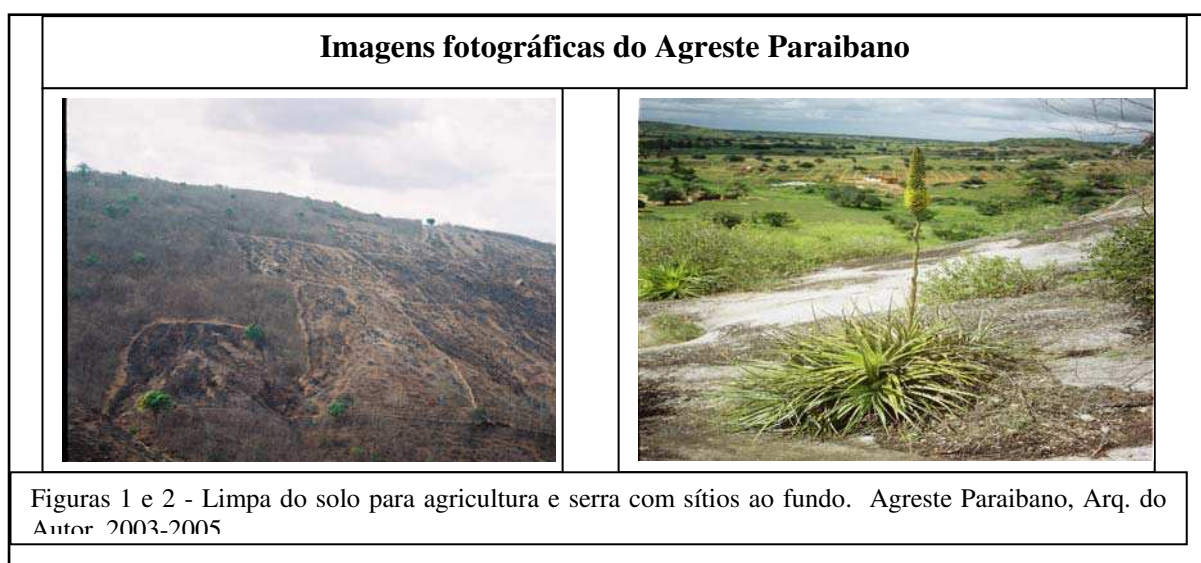 Imagens fotográficas do Agreste Paraibano
Figuras 1 e 2 - Limpa do solo para agricultura e serra com sítios ao fundo. Agreste Paraibano, Arq. do
Autor, 2003-2005